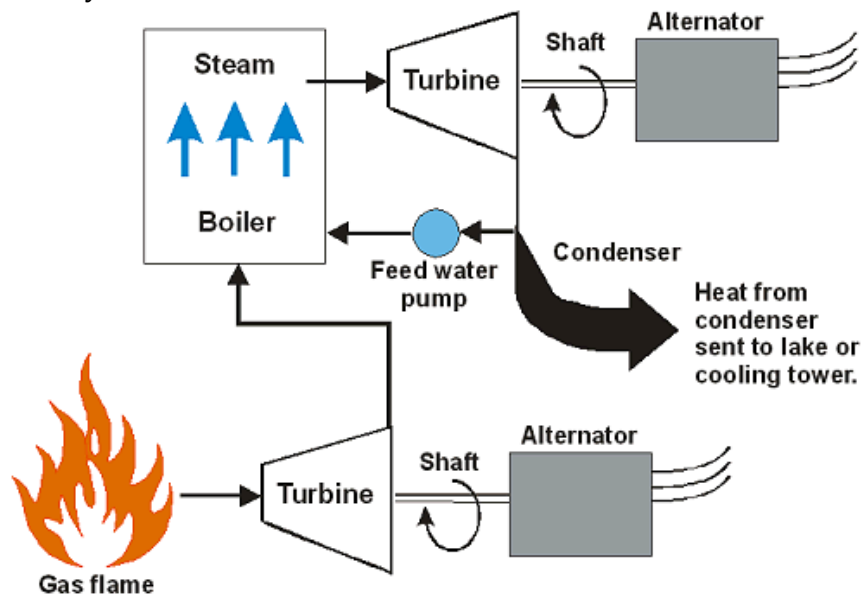 Alternator
Shaft
Steam
Turbine
Boiler
Feed water
pump
Condenser
Heat from
condenser
sent to lake or
cooling tower.
Alternator
Shaft
Turbine
Gas flame